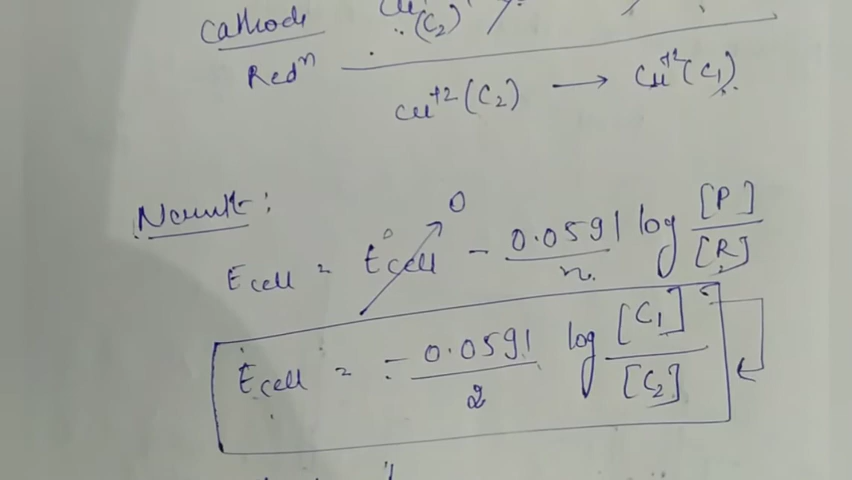 Cathode (C₂)
Redⁿ
Cu⁺²(C₂) → Cu⁺²(C₁)
Nernst:
Ecell = E°cell 0 - 0.0591/n log [P]/[R]
Ecell = - 0.0591/2 log [C₁]/[C₂]